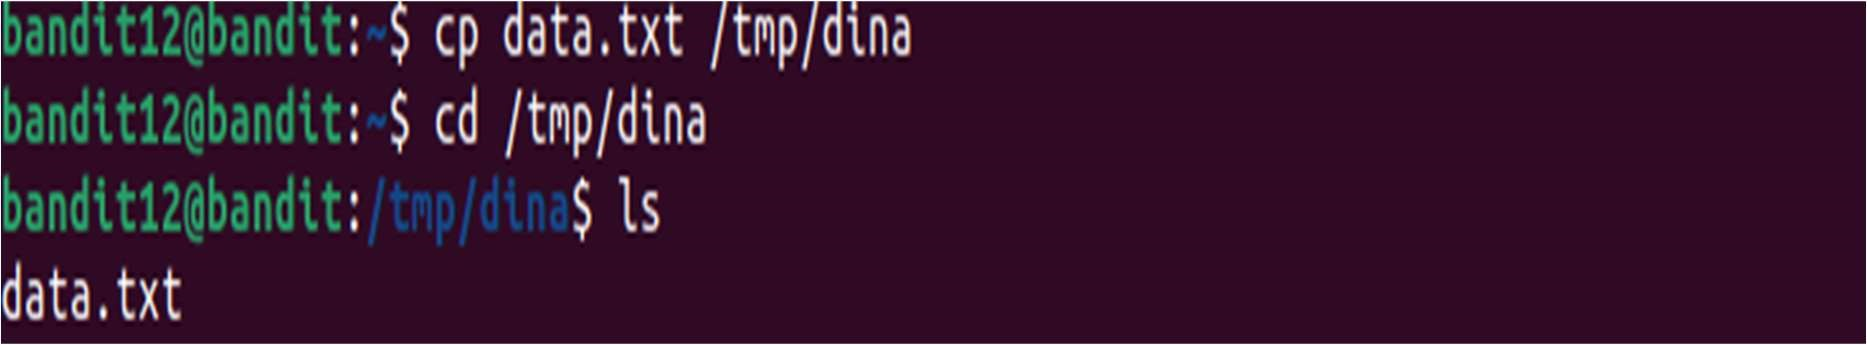 bandit12@bandit:~$ cp data.txt /tmp/dina
bandit12@bandit:~$ cd /tmp/dina
bandit12@bandit:/tmp/dina$ ls
data.txt